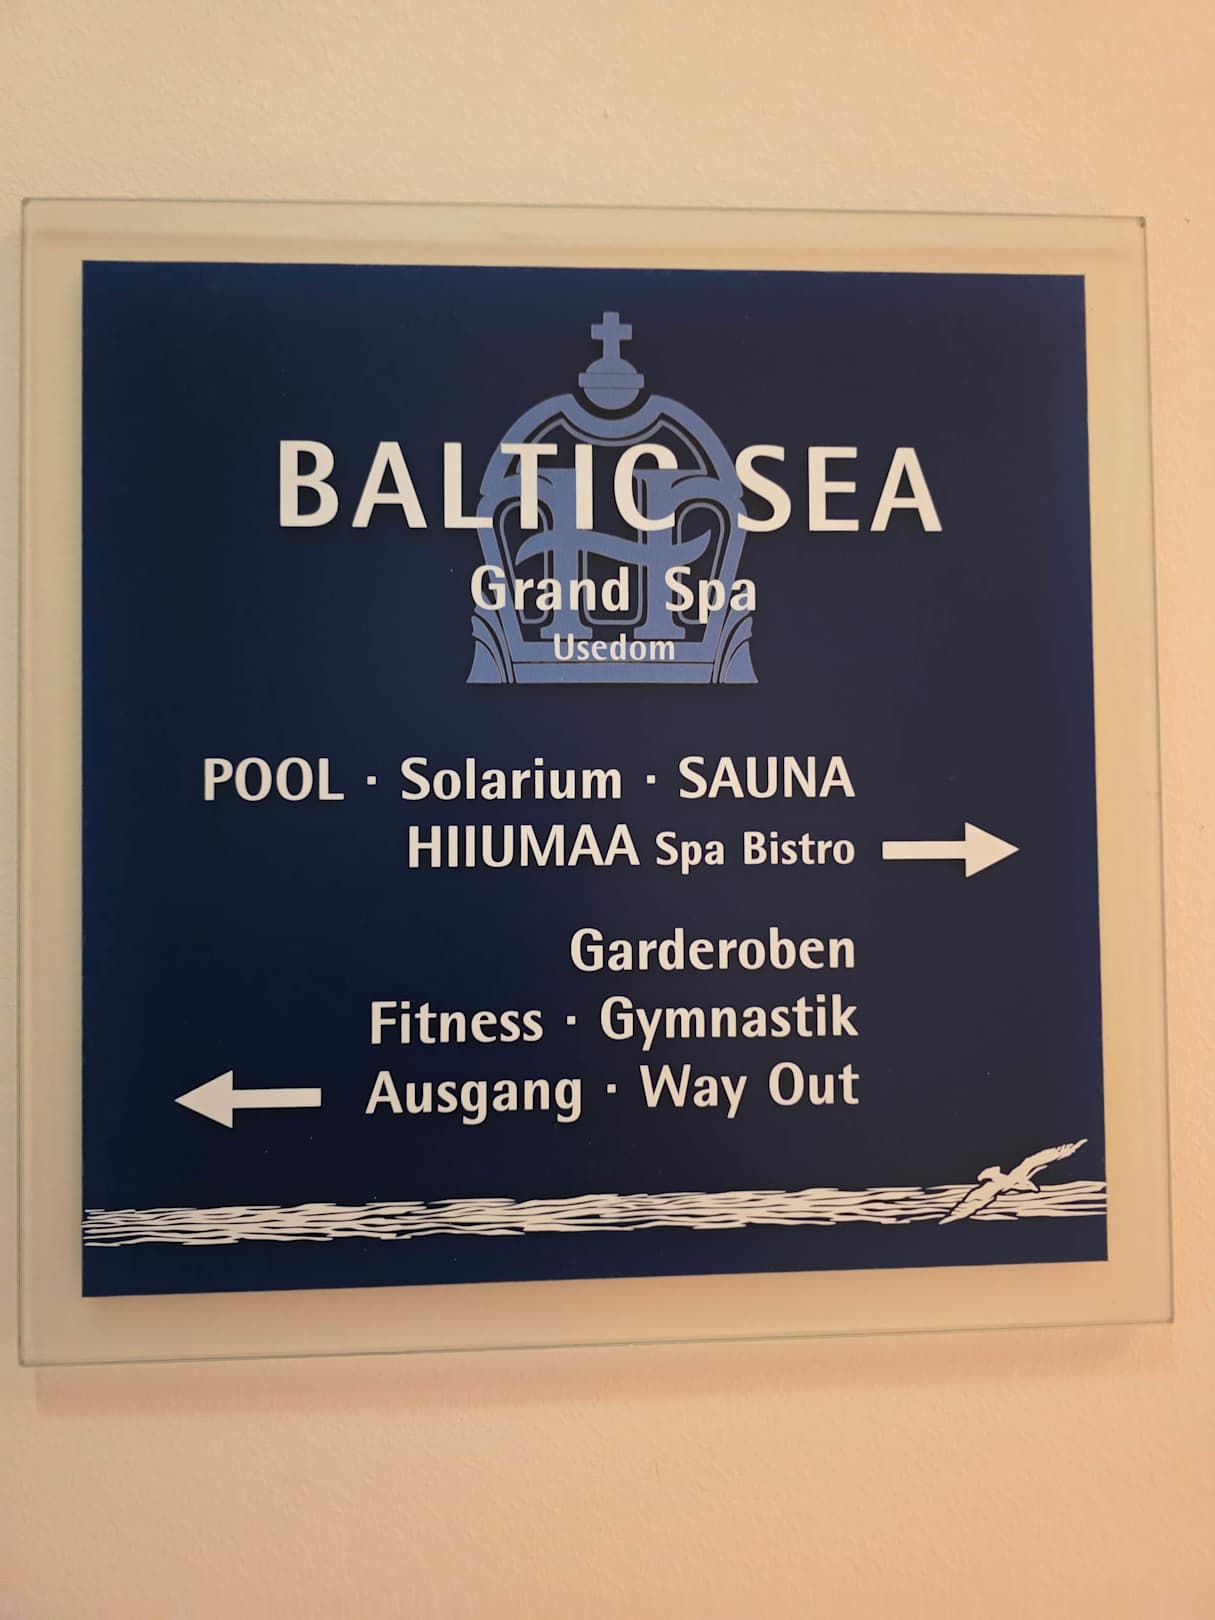 BALTIC SEA
Grand Spa
Usedom
POOL · Solarium · SAUNA
HIIUMAA Spa Bistro
Garderoben
Fitness · Gymnastik
Ausgang · Way Out